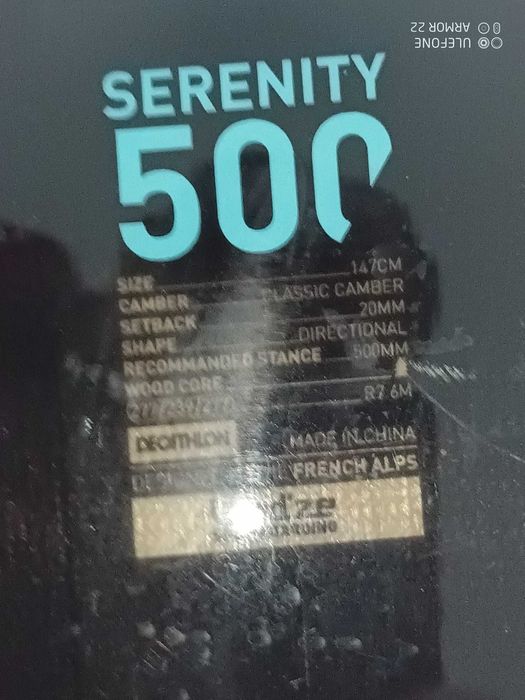 ULEFONE
ARMOR 22
SERENITY
500
SIZE 147CM
CAMBER CLASSIC CAMBER
SETBACK 20MM
SHAPE DIRECTIONAL
RECOMMANDED STANCE 500MM
WOOD CORE
R7.6M
DECATHLON MADE IN CHINA
FRENCH ALPS